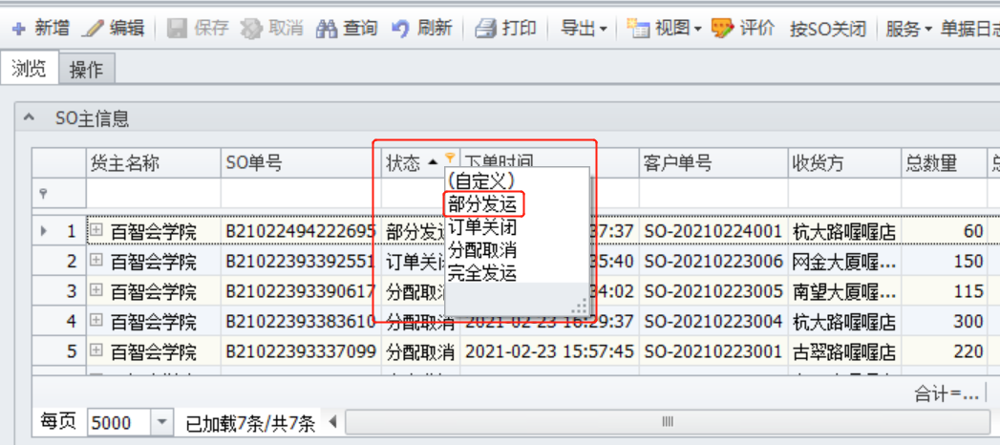 新增 编辑 保存 取消 查询 刷新 打印 导出 视图 评价 按SO关闭 服务 单据日志
浏览 操作
SO主信息
货主名称 SO单号 状态 下单时间 客户单号 收货方 总数量
(自定义)
部分发运
订单关闭
分配取消
完全发运
1 百智会学院 B21022494222695 部分发 37:37 SO-20210224001 杭大路喔喔店 60
2 百智会学院 B21022393392551 订单关 35:40 SO-20210223006 网金大厦喔... 150
3 百智会学院 B21022393390617 分配取 34:02 SO-20210223005 南望大厦喔... 115
4 百智会学院 B21022393383610 分配取消 2021-02-23 16:29:37 SO-20210223004 杭大路喔喔店 300
5 百智会学院 B21022393337099 分配取消 2021-02-23 15:57:45 SO-20210223001 古翠路喔喔店 220
合计=...
每页 5000 已加载7条/共7条